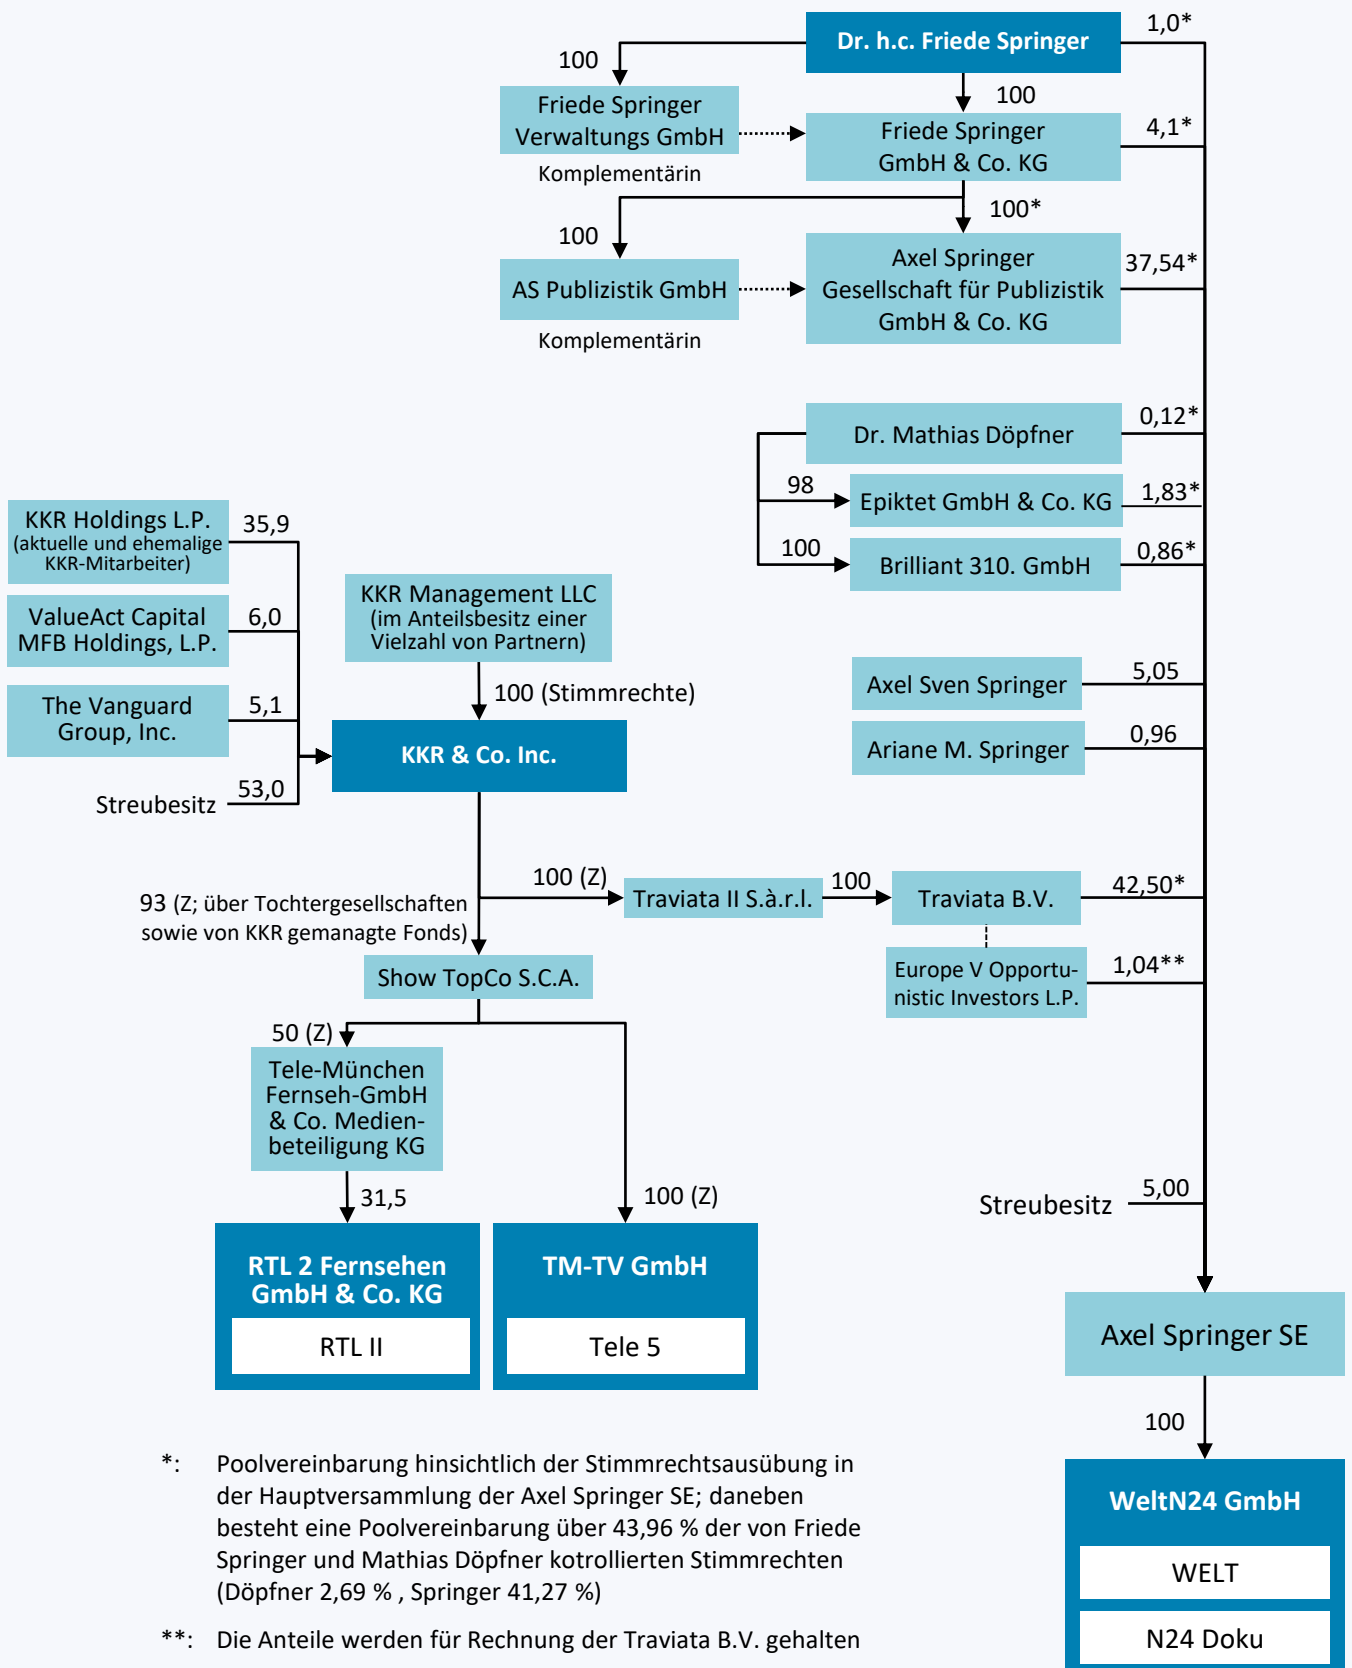 Dr. h.c. Friede Springer
1,0*
100
100
Friede Springer
Verwaltungs GmbH
Komplementärin
Friede Springer
GmbH & Co. KG
4,1*
100*
100
AS Publizistik GmbH
Komplementärin
Axel Springer
Gesellschaft für Publizistik
GmbH & Co. KG
37,54*
Dr. Mathias Döpfner
0,12*
98
Epiktet GmbH & Co. KG
1,83*
100
Brilliant 310. GmbH
0,86*
KKR Holdings L.P.
(aktuelle und ehemalige
KKR-Mitarbeiter)
35,9
ValueAct Capital
MFB Holdings, L.P.
6,0
The Vanguard
Group, Inc.
5,1
Streubesitz
53,0
KKR Management LLC
(im Anteilsbesitz einer
Vielzahl von Partnern)
100 (Stimmrechte)
KKR & Co. Inc.
Axel Sven Springer
5,05
Ariane M. Springer
0,96
93 (Z; über Tochtergesellschaften
sowie von KKR gemanagte Fonds)
100 (Z)
Traviata II S.à.r.l.
100
Traviata B.V.
42,50*
Europe V Opportu-
nistic Investors L.P.
1,04**
Show TopCo S.C.A.
50 (Z)
Tele-München
Fernseh-GmbH
& Co. Medien-
beteiligung KG
31,5
100 (Z)
Streubesitz
5,00
RTL 2 Fernsehen
GmbH & Co. KG
RTL II
TM-TV GmbH
Tele 5
Axel Springer SE
100
WeltN24 GmbH
WELT
N24 Doku
*: Poolvereinbarung hinsichtlich der Stimmrechtsausübung in
der Hauptversammlung der Axel Springer SE; daneben
besteht eine Poolvereinbarung über 43,96 % der von Friede
Springer und Mathias Döpfner kotrollierten Stimmrechten
(Döpfner 2,69 % , Springer 41,27 %)
**: Die Anteile werden für Rechnung der Traviata B.V. gehalten